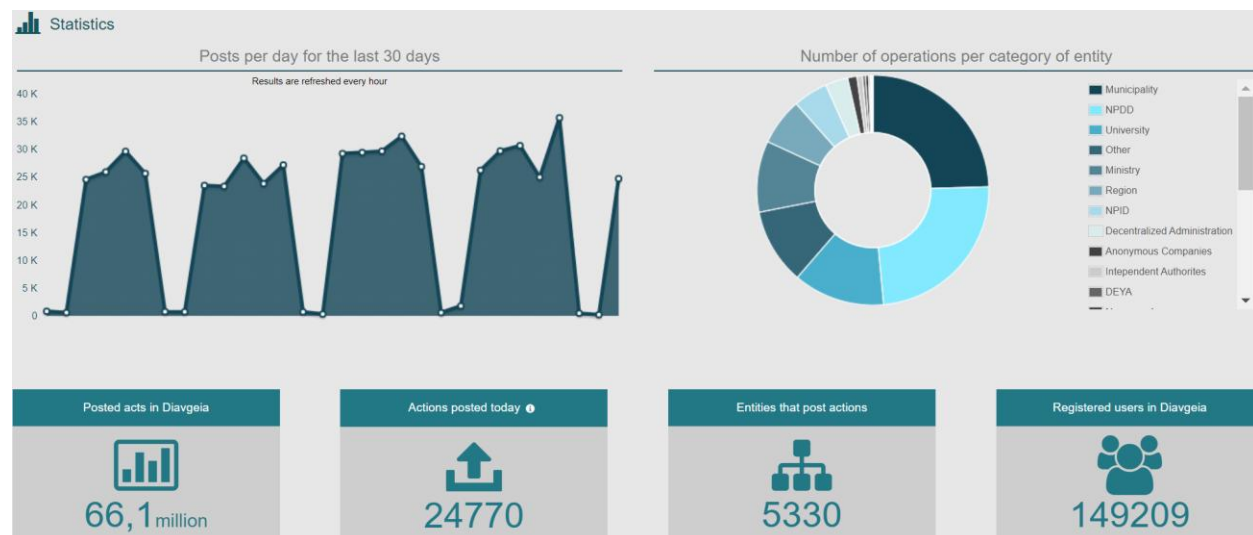 Statistics
Posts per day for the last 30 days
Results are refreshed every hour
40 K
35 K
30 K
25 K
20 K
15 K
10 K
5 K
0
Number of operations per category of entity
Municipality
NPDD
University
Other
Ministry
Region
NPID
Decentralized Administration
Anonymous Companies
Intependent Authorites
DEYA
Posted acts in Diavgeia
66,1 million
Actions posted today
24770
Entities that post actions
5330
Registered users in Diavgeia
149209